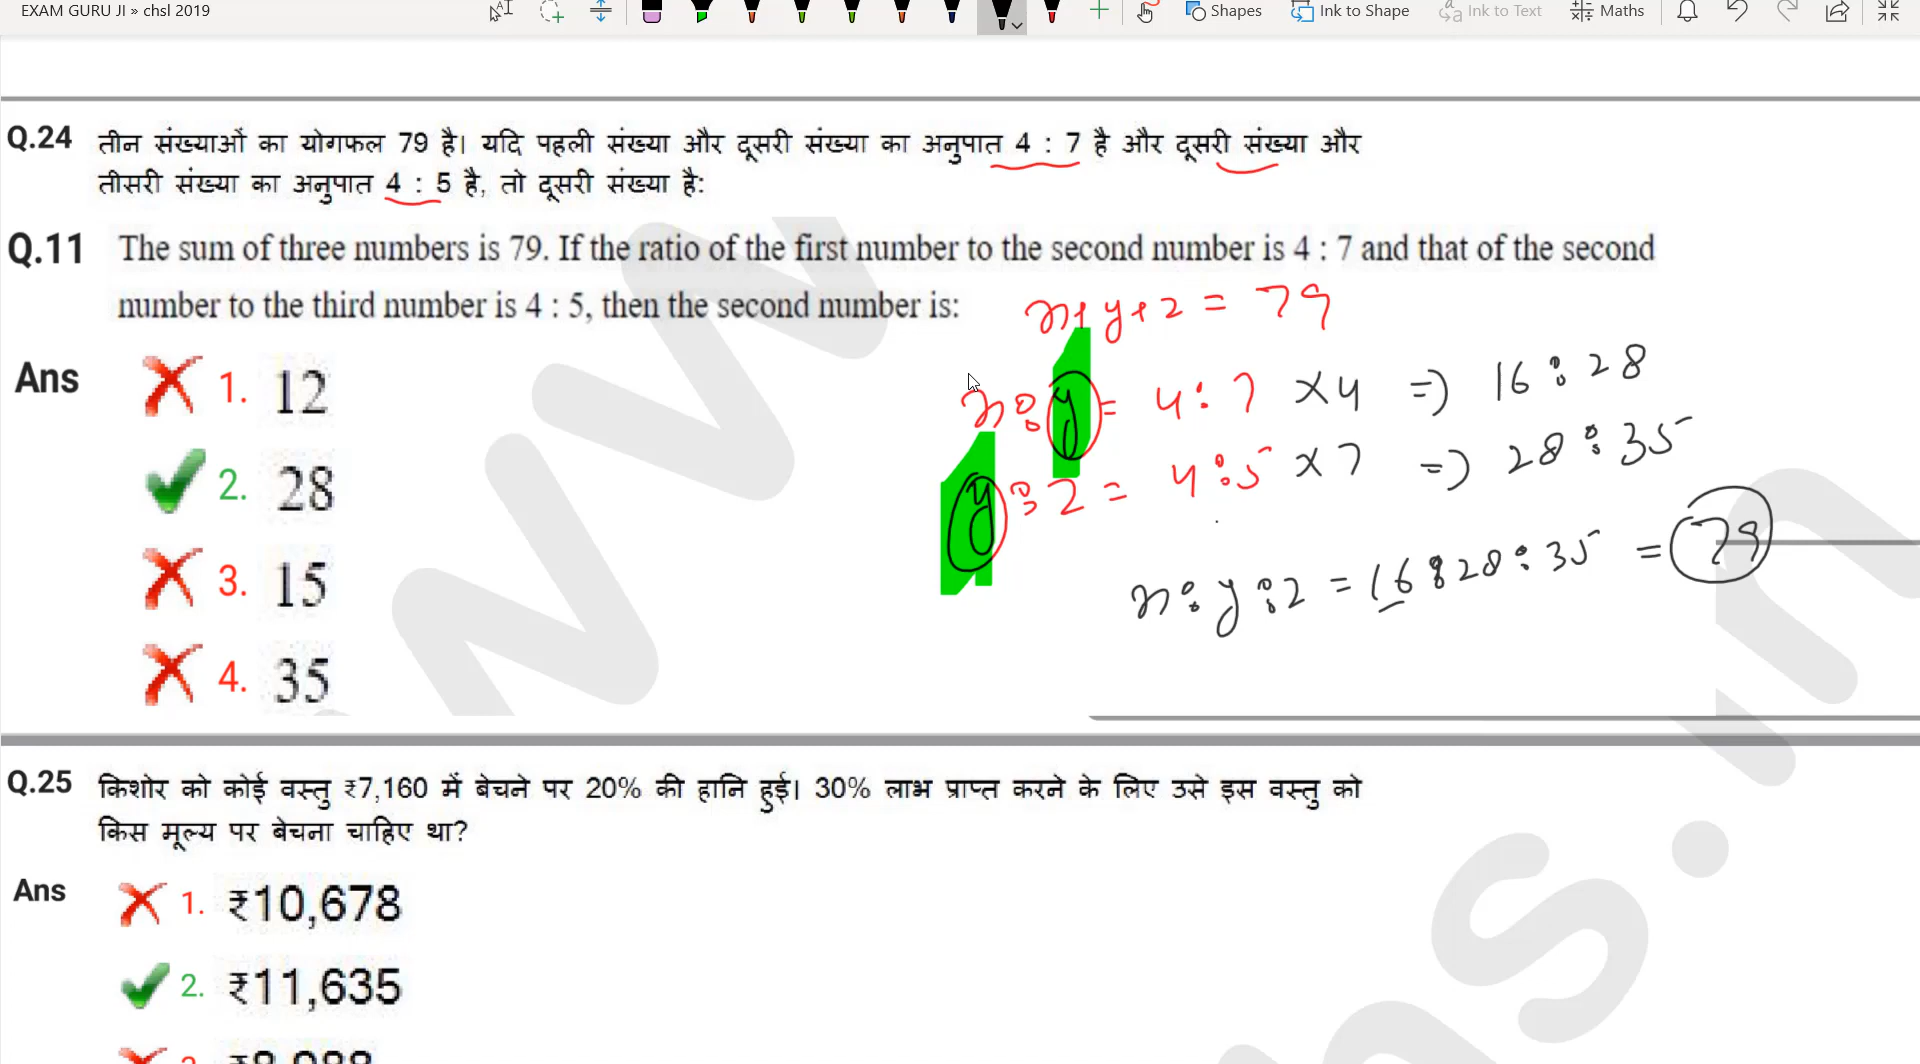 EXAM GURU JI » chsl 2019
Shapes Ink to Shape Ink to Text Maths
Q.24 तीन संख्याओं का योगफल 79 है। यदि पहली संख्या और दूसरी संख्या का अनुपात 4 : 7 है और दूसरी संख्या और
तीसरी संख्या का अनुपात 4 : 5 है, तो दूसरी संख्या है:
Q.11 The sum of three numbers is 79. If the ratio of the first number to the second number is 4 : 7 and that of the second
number to the third number is 4 : 5, then the second number is:
x+y+z = 79
Ans 1. 12
x:y = 4:7 x4 => 16:28
2. 28
y:z = 4:5 x7 => 28:35
3. 15
x:y:z = 16:28:35 = 79
4. 35
Q.25 किशोर को कोई वस्तु ₹7,160 में बेचने पर 20% की हानि हुई। 30% लाभ प्राप्त करने के लिए उसे इस वस्तु को
किस मूल्य पर बेचना चाहिए था?
Ans 1. ₹10,678
2. ₹11,635